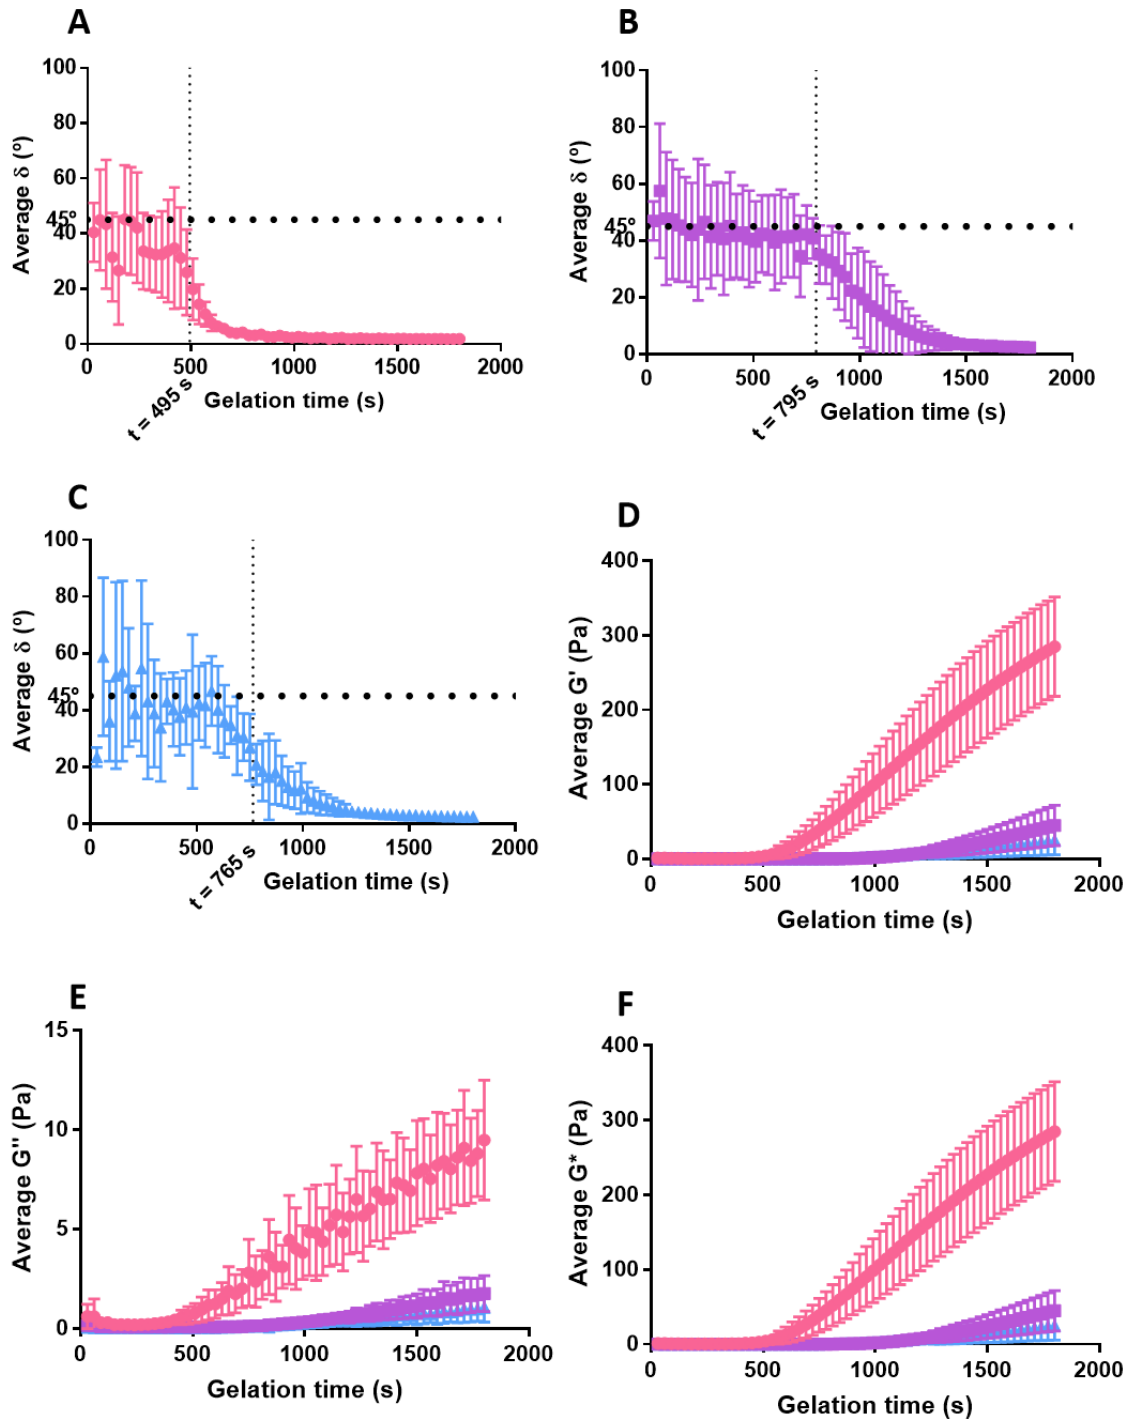 A
100
80
60
45º
40
20
0
Average δ (º)
0 500 1000 1500 2000
t = 495 s
Gelation time (s)
B
100
80
60
45º
40
20
0
Average δ (º)
0 500 1000 1500 2000
t = 795 s
Gelation time (s)
C
100
80
60
45º
40
20
0
Average δ (º)
0 500 1000 1500 2000
t = 765 s
Gelation time (s)
D
400
300
200
100
0
Average G' (Pa)
0 500 1000 1500 2000
Gelation time (s)
E
15
10
5
0
Average G" (Pa)
0 500 1000 1500 2000
Gelation time (s)
F
400
300
200
100
0
Average G* (Pa)
0 500 1000 1500 2000
Gelation time (s)